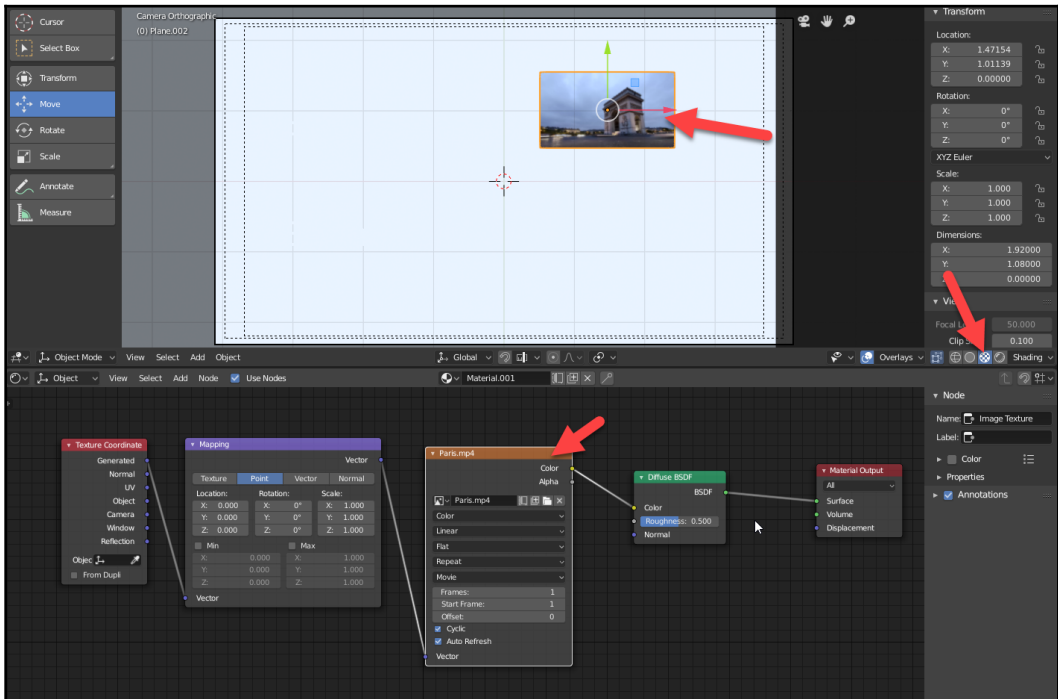 Cursor
Select Box
Transform
Move
Rotate
Scale
Annotate
Measure
Camera Orthographic
(0) Plane.002
Transform
Location:
X: 1.47154
Y: 1.01139
Z: 0.00000
Rotation:
X: 0°
Y: 0°
Z: 0°
XYZ Euler
Scale:
X: 1.000
Y: 1.000
Z: 1.000
Dimensions:
X: 1.92000
Y: 1.08000
0.00000
Focal 50.000
Clip 0.100
Object Mode View Select Add Object Global Overlays Shading
Object View Select Add Node Use Nodes Material.001
Texture Coordinate
Generated
Normal
UV
Object
Camera
Window
Reflection
Objec
From Dupli
Mapping
Vector
Texture Point Vector Normal
Location: Rotation: Scale:
X: 0.000 X: 0° X: 1.000
Y: 0.000 Y: 0° Y: 1.000
Z: 0.000 Z: 0° Z: 1.000
Min Max
X: 0.000 X: 1.000
Y: 0.000 Y: 1.000
Z: 0.000 Z: 1.000
Vector
Paris.mp4
Color
Alpha
Paris.mp4
Color
Linear
Flat
Repeat
Movie
Frames: 1
Start Frame: 1
Offset: 0
Cyclic
Auto Refresh
Vector
Diffuse BSDF
BSDF
Color
Roughness: 0.500
Normal
Material Output
All
Surface
Volume
Displacement
Node
Name: Image Texture
Label:
Color
Properties
Annotations